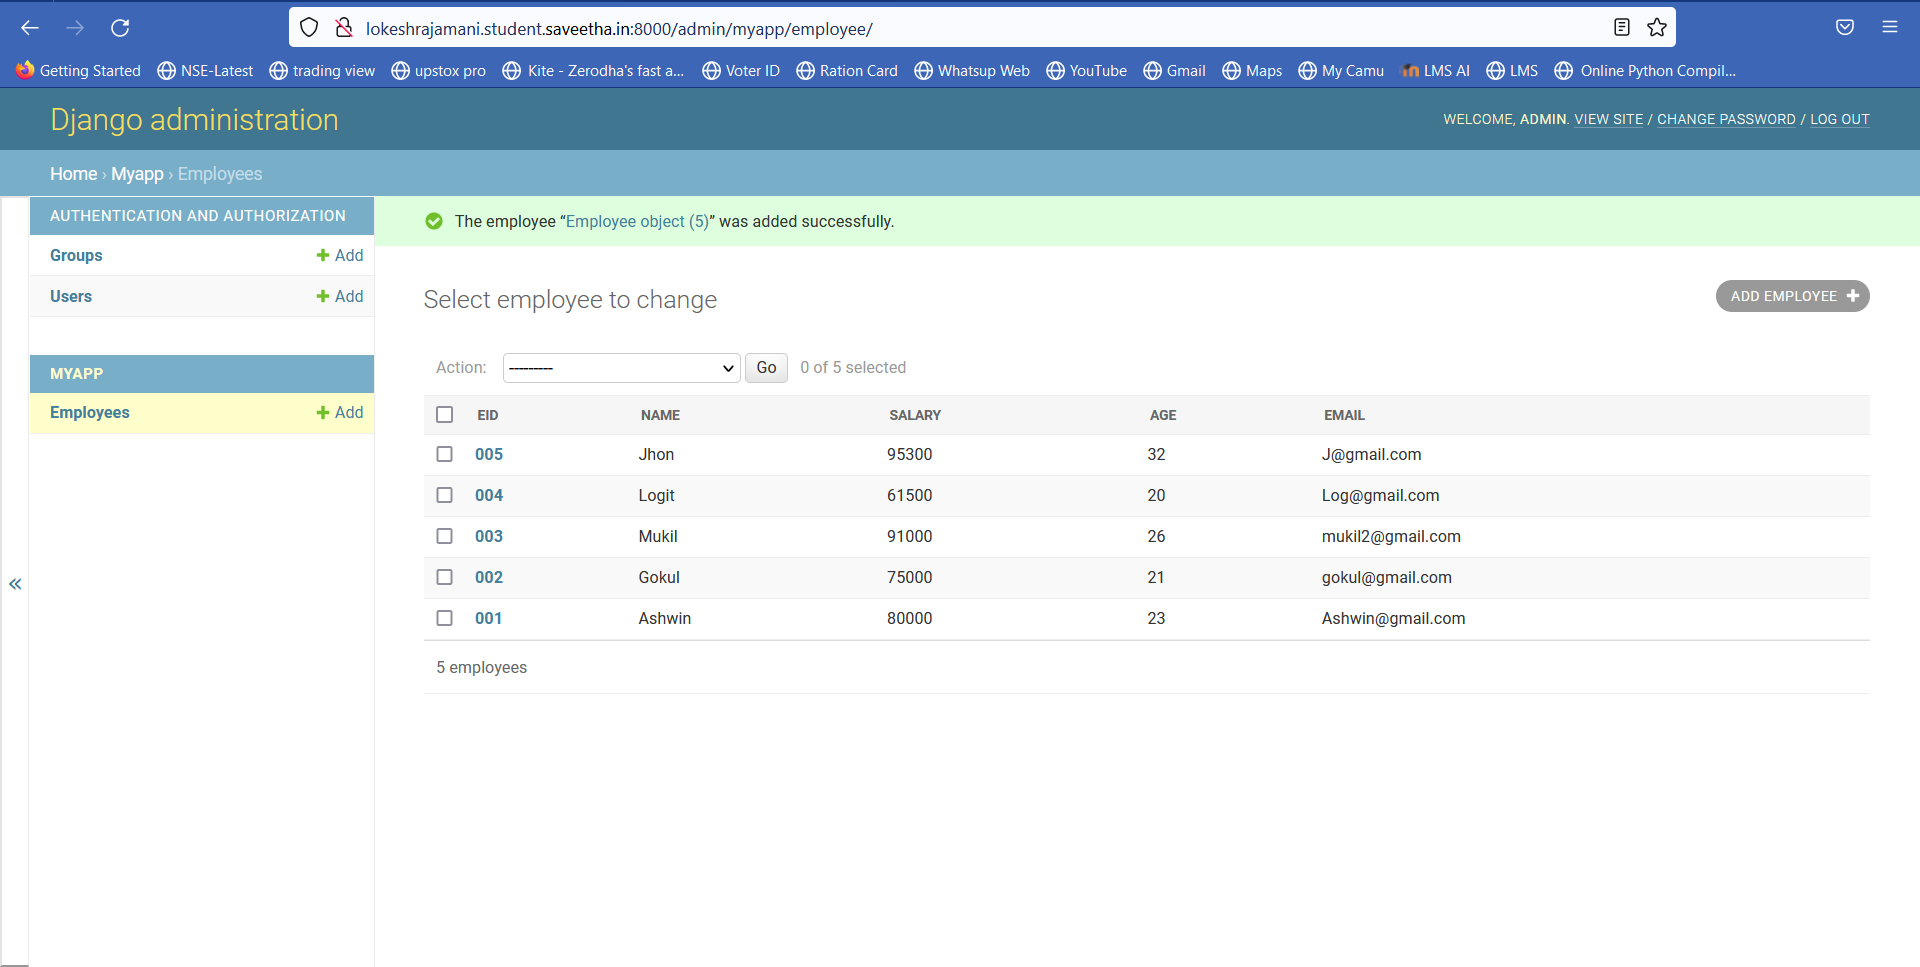 lokeshrajamani.student.saveetha.in:8000/admin/myapp/employee/
Getting Started NSE-Latest trading view upstox pro Kite - Zerodha's fast a... Voter ID Ration Card Whatsup Web YouTube Gmail Maps My Camu LMS AI LMS Online Python Compil...
Django administration
WELCOME, ADMIN. VIEW SITE / CHANGE PASSWORD / LOG OUT
Home › Myapp › Employees
AUTHENTICATION AND AUTHORIZATION
Groups + Add
Users + Add
MYAPP
Employees + Add
«
The employee “Employee object (5)” was added successfully.
Select employee to change
ADD EMPLOYEE +
Action: --------- Go 0 of 5 selected
EID NAME SALARY AGE EMAIL
005 Jhon 95300 32 J@gmail.com
004 Logit 61500 20 Log@gmail.com
003 Mukil 91000 26 mukil2@gmail.com
002 Gokul 75000 21 gokul@gmail.com
001 Ashwin 80000 23 Ashwin@gmail.com
5 employees